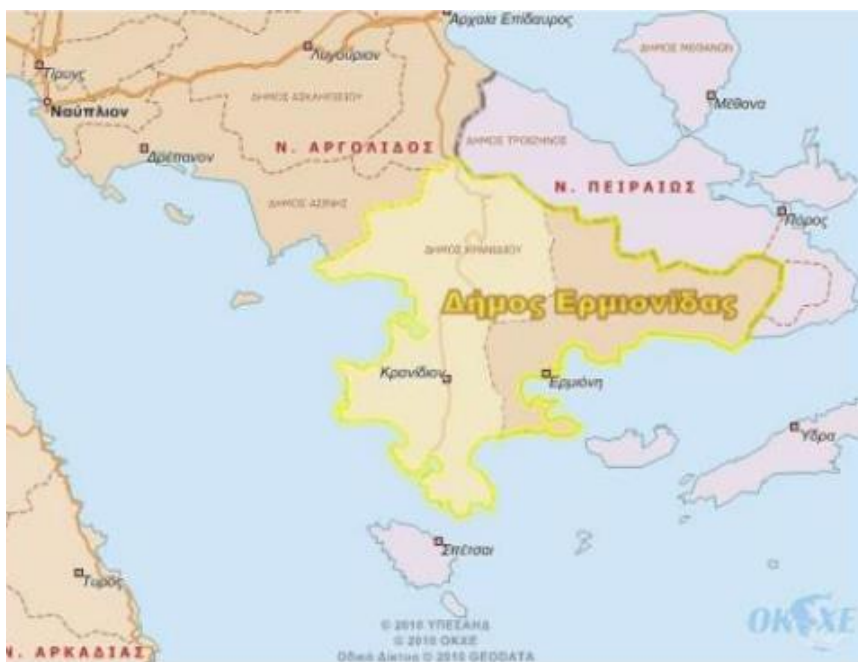 Αρχαία Επίδαυρος
Λυγούριον
ΔΗΜΟΣ ΜΕΘΑΝΩΝ
Τίρυνς
Μέθανα
Ναύπλιον
ΔΗΜΟΣ ΑΣΚΛΗΠΙΕΙΟΥ
ΔΗΜΟΣ ΤΡΟΙΖΗΝΟΣ
Δρέπανον
Ν. ΑΡΓΟΛΙΔΟΣ
Ν. ΠΕΙΡΑΙΩΣ
ΔΗΜΟΣ ΑΣΙΝΗΣ
Πόρος
ΔΗΜΟΣ ΚΡΑΝΙΔΙΟΥ
Δήμος Ερμιονίδας
Κρανίδιον
Ερμιόνη
Ύδρα
Σπέτσαι
Τυρός
© 2010 ΥΠΕΣΑΗΔ
© 2010 ΟΚΧΕ
Οδικό Δίκτυο © 2010 GEODATA
ΟΚΧΕ
Ν. ΑΡΚΑΔΙΑΣ